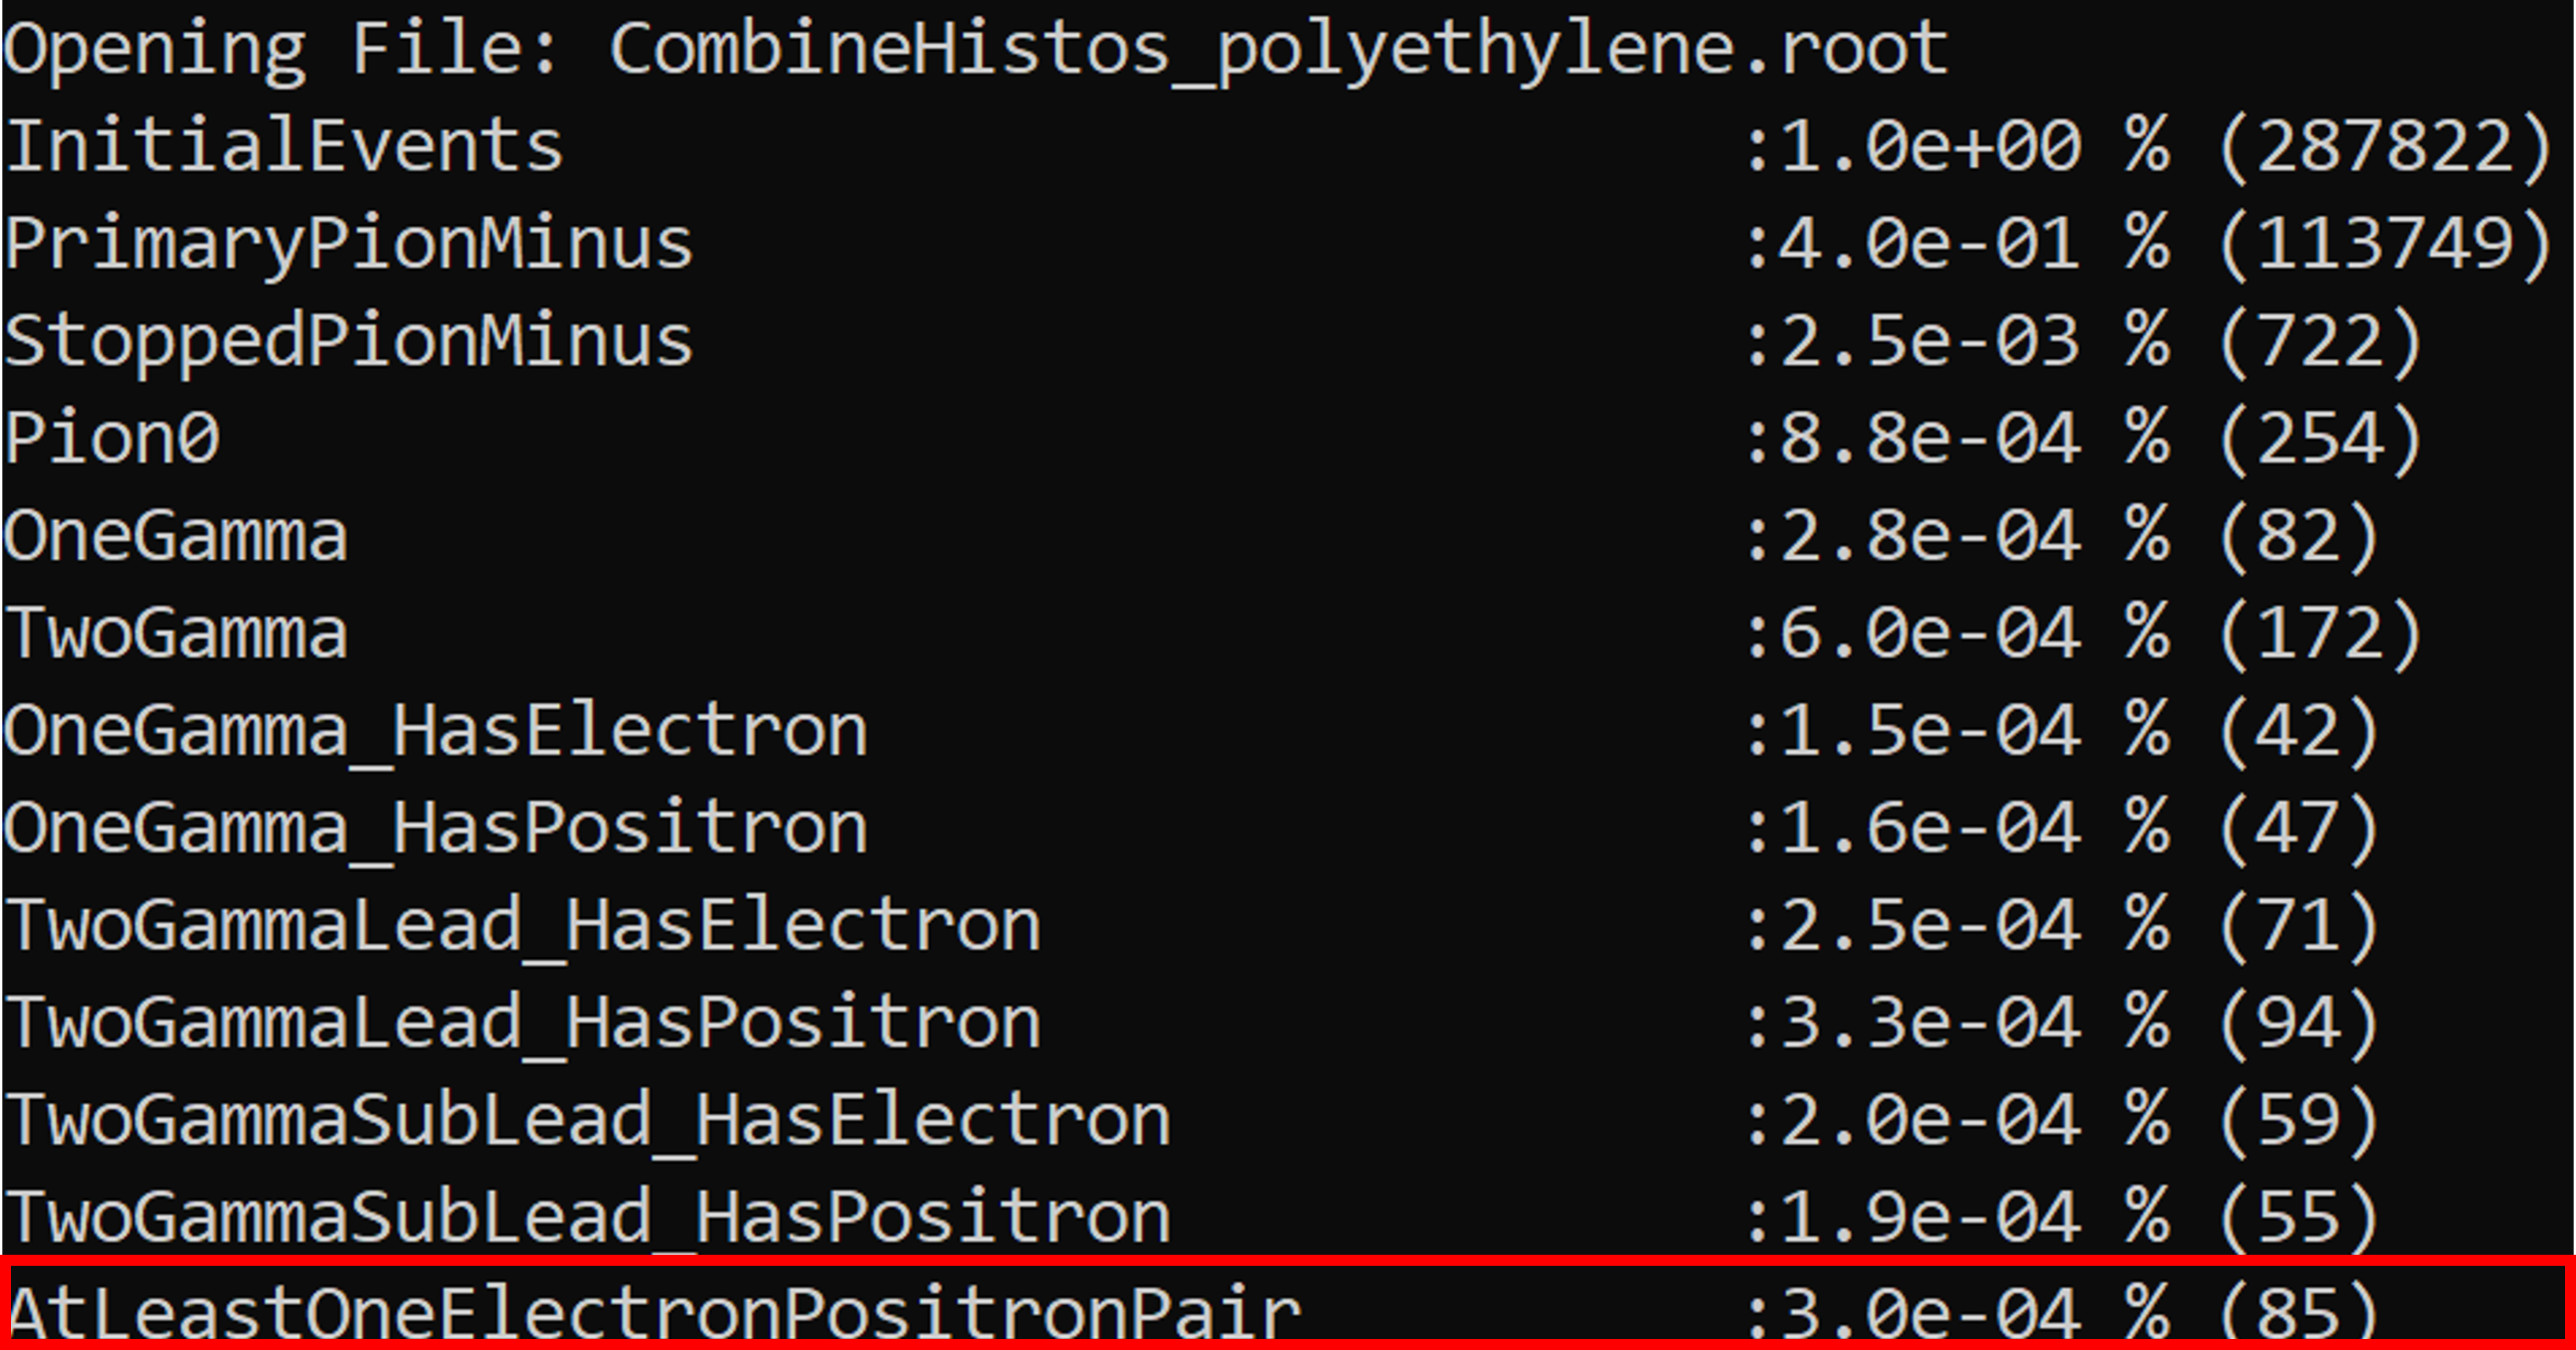 Opening File: CombineHistos_polyethylene.root
InitialEvents :1.0e+00 % (287822)
PrimaryPionMinus :4.0e-01 % (113749)
StoppedPionMinus :2.5e-03 % (722)
Pion0 :8.8e-04 % (254)
OneGamma :2.8e-04 % (82)
TwoGamma :6.0e-04 % (172)
OneGamma_HasElectron :1.5e-04 % (42)
OneGamma_HasPositron :1.6e-04 % (47)
TwoGammaLead_HasElectron :2.5e-04 % (71)
TwoGammaLead_HasPositron :3.3e-04 % (94)
TwoGammaSubLead_HasElectron :2.0e-04 % (59)
TwoGammaSubLead_HasPositron :1.9e-04 % (55)
AtLeastOneElectronPositronPair :3.0e-04 % (85)